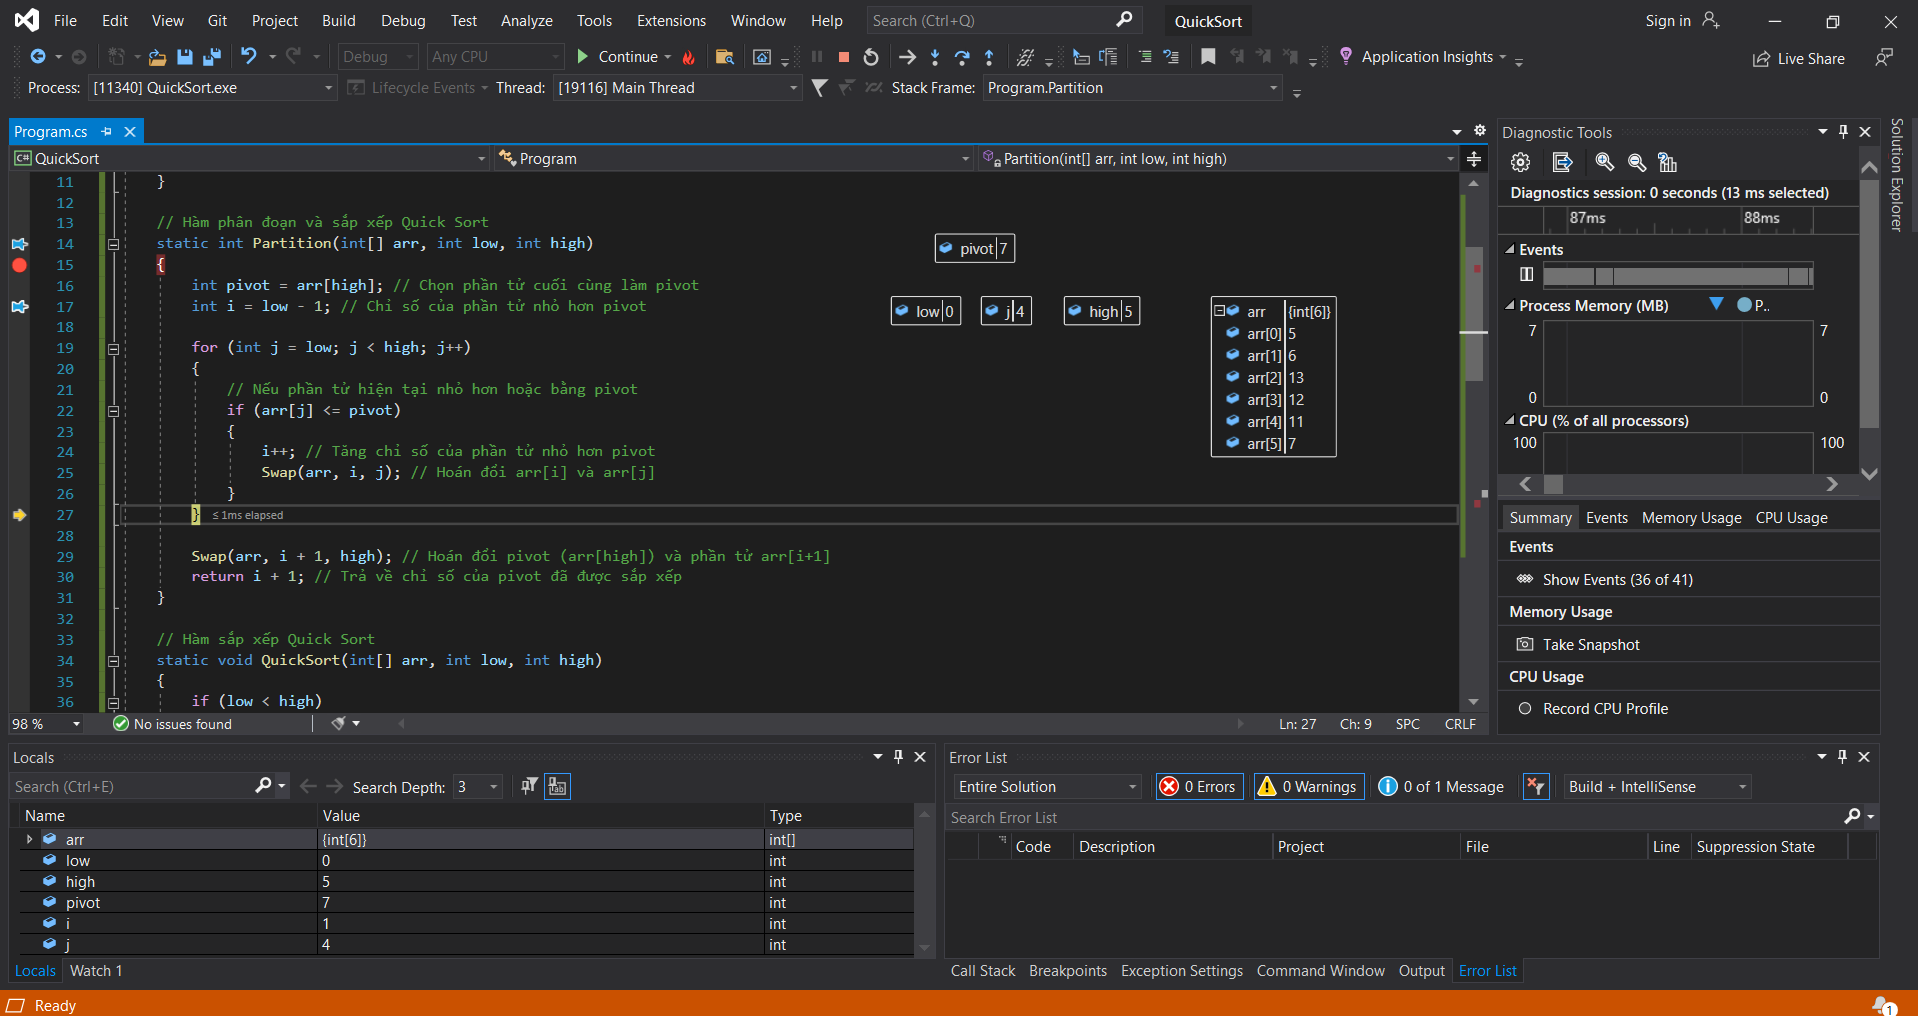 File Edit View Git Project Build Debug Test Analyze Tools Extensions Window Help Search (Ctrl+Q) QuickSort Sign in
Debug Any CPU Continue Application Insights Live Share
Process: [11340] QuickSort.exe Lifecycle Events Thread: [19116] Main Thread Stack Frame: Program.Partition
Program.cs
C# QuickSort Program Partition(int[] arr, int low, int high)
11 }
12
13 // Hàm phân đoạn và sắp xếp Quick Sort
14 static int Partition(int[] arr, int low, int high)
15 {
16 int pivot = arr[high]; // Chọn phần tử cuối cùng làm pivot
17 int i = low - 1; // Chỉ số của phần tử nhỏ hơn pivot
18
19 for (int j = low; j < high; j++)
20 {
21 // Nếu phần tử hiện tại nhỏ hơn hoặc bằng pivot
22 if (arr[j] <= pivot)
23 {
24 i++; // Tăng chỉ số của phần tử nhỏ hơn pivot
25 Swap(arr, i, j); // Hoán đổi arr[i] và arr[j]
26 }
27 } ≤ 1ms elapsed
28
29 Swap(arr, i + 1, high); // Hoán đổi pivot (arr[high]) và phần tử arr[i+1]
30 return i + 1; // Trả về chỉ số của pivot đã được sắp xếp
31 }
32
33 // Hàm sắp xếp Quick Sort
34 static void QuickSort(int[] arr, int low, int high)
35 {
36 if (low < high)
pivot 7
low 0 j 4 high 5
arr {int[6]}
arr[0] 5
arr[1] 6
arr[2] 13
arr[3] 12
arr[4] 11
arr[5] 7
98 % No issues found Ln: 27 Ch: 9 SPC CRLF
Diagnostic Tools
Diagnostics session: 0 seconds (13 ms selected)
87ms 88ms
Events
Process Memory (MB) P..
7 7
0 0
CPU (% of all processors)
100 100
Summary Events Memory Usage CPU Usage
Events
Show Events (36 of 41)
Memory Usage
Take Snapshot
CPU Usage
Record CPU Profile
Solution Explorer
Locals
Search (Ctrl+E) Search Depth: 3
Name Value Type
arr {int[6]} int[]
low 0 int
high 5 int
pivot 7 int
i 1 int
j 4 int
Locals Watch 1
Error List
Entire Solution 0 Errors 0 Warnings 0 of 1 Message Build + IntelliSense
Search Error List
Code Description Project File Line Suppression State
Call Stack Breakpoints Exception Settings Command Window Output Error List
Ready 1